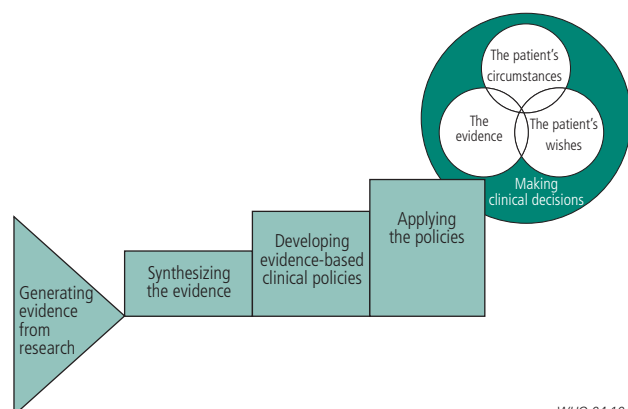 The patient's
circumstances
The
evidence
The patient's
wishes
Making
clinical decisions
Applying
the policies
Developing
evidence-based
clinical policies
Synthesizing
the evidence
Generating
evidence
from
research